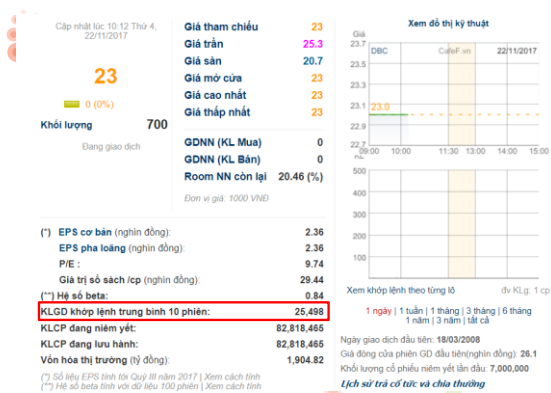 Cập nhật lúc 10:12 Thứ 4,
22/11/2017
23
0 (0%)
Khối lượng 700
Đang giao dịch
Giá tham chiếu 23
Giá trần 25.3
Giá sàn 20.7
Giá mở cửa 23
Giá cao nhất 23
Giá thấp nhất 23
GDNN (KL Mua) 0
GDNN (KL Bán) 0
Room NN còn lại 20.46 (%)
Đơn vị giá: 1000 VNĐ
(*) EPS cơ bản (nghìn đồng): 2.36
EPS pha loãng (nghìn đồng): 2.36
P/E : 9.74
Giá trị sổ sách /cp (nghìn đồng): 29.44
(**) Hệ số beta: 0.84
KLGD khớp lệnh trung bình 10 phiên: 25,498
KLCP đang niêm yết: 82,818,465
KLCP đang lưu hành: 82,818,465
Vốn hóa thị trường (tỷ đồng): 1,904.82
(*) Số liệu EPS tính tới Quý III năm 2017 | Xem cách tính
(**) Hệ số beta tính với dữ liệu 100 phiên | Xem cách tính
Xem đồ thị kỹ thuật
Giá
23.7 DBC CafeF.vn 22/11/2017
23.5
23.3
23.1 23.0
22.9
22.7
09:00 10:00 11:30 13:00 14:00 15:00
500
400
300
200
100
Xem khớp lệnh theo từng lô đv KLg: 1 cp
1 ngày | 1 tuần | 1 tháng | 3 tháng | 6 tháng
1 năm | 3 năm | tất cả
Ngày giao dịch đầu tiên: 18/03/2008
Giá đóng cửa phiên GD đầu tiên(nghìn đồng): 26.1
Khối lượng cổ phiếu niêm yết lần đầu: 7,000,000
Lịch sử trả cổ tức và chia thưởng